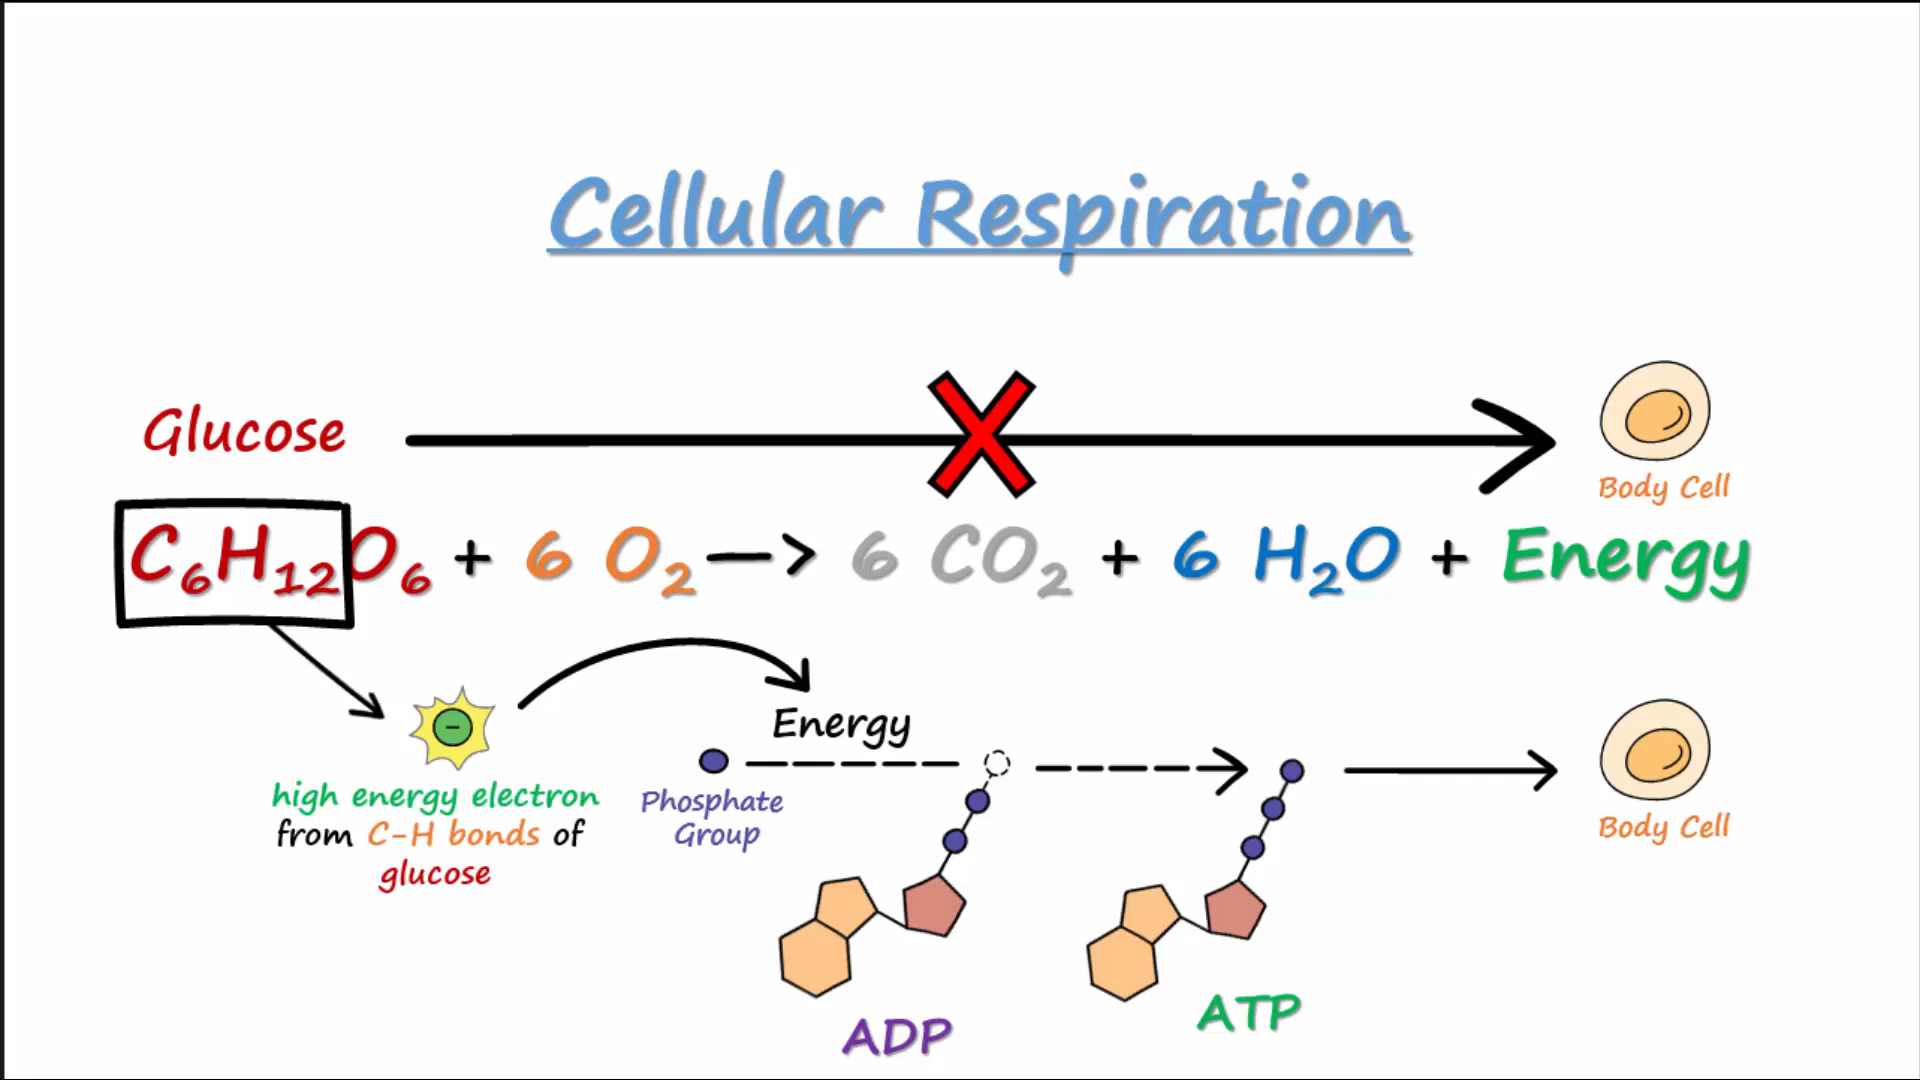 Cellular Respiration
Glucose
Body Cell
C₆H₁₂O₆ + 6 O₂ —> 6 CO₂ + 6 H₂O + Energy
Energy
high energy electron
from C-H bonds of
glucose
Phosphate
Group
Body Cell
ADP
ATP